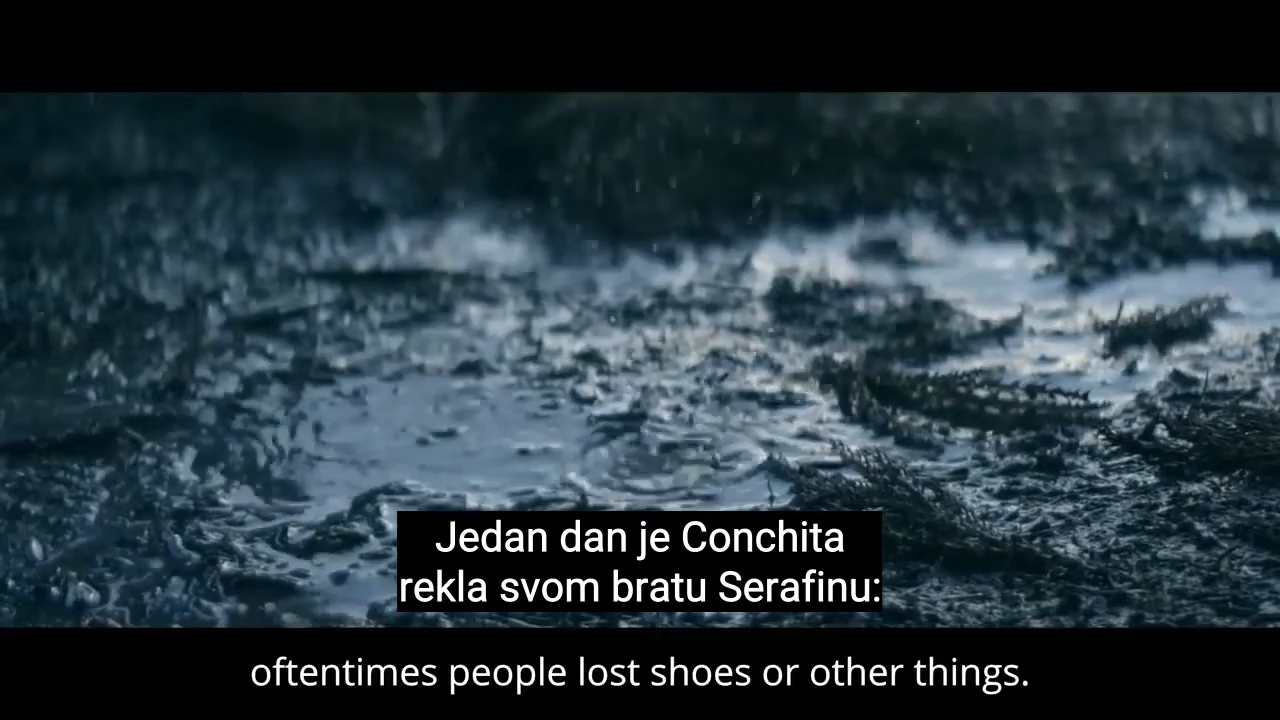 Jedan dan je Conchita
rekla svom bratu Serafinu:
oftentimes people lost shoes or other things.